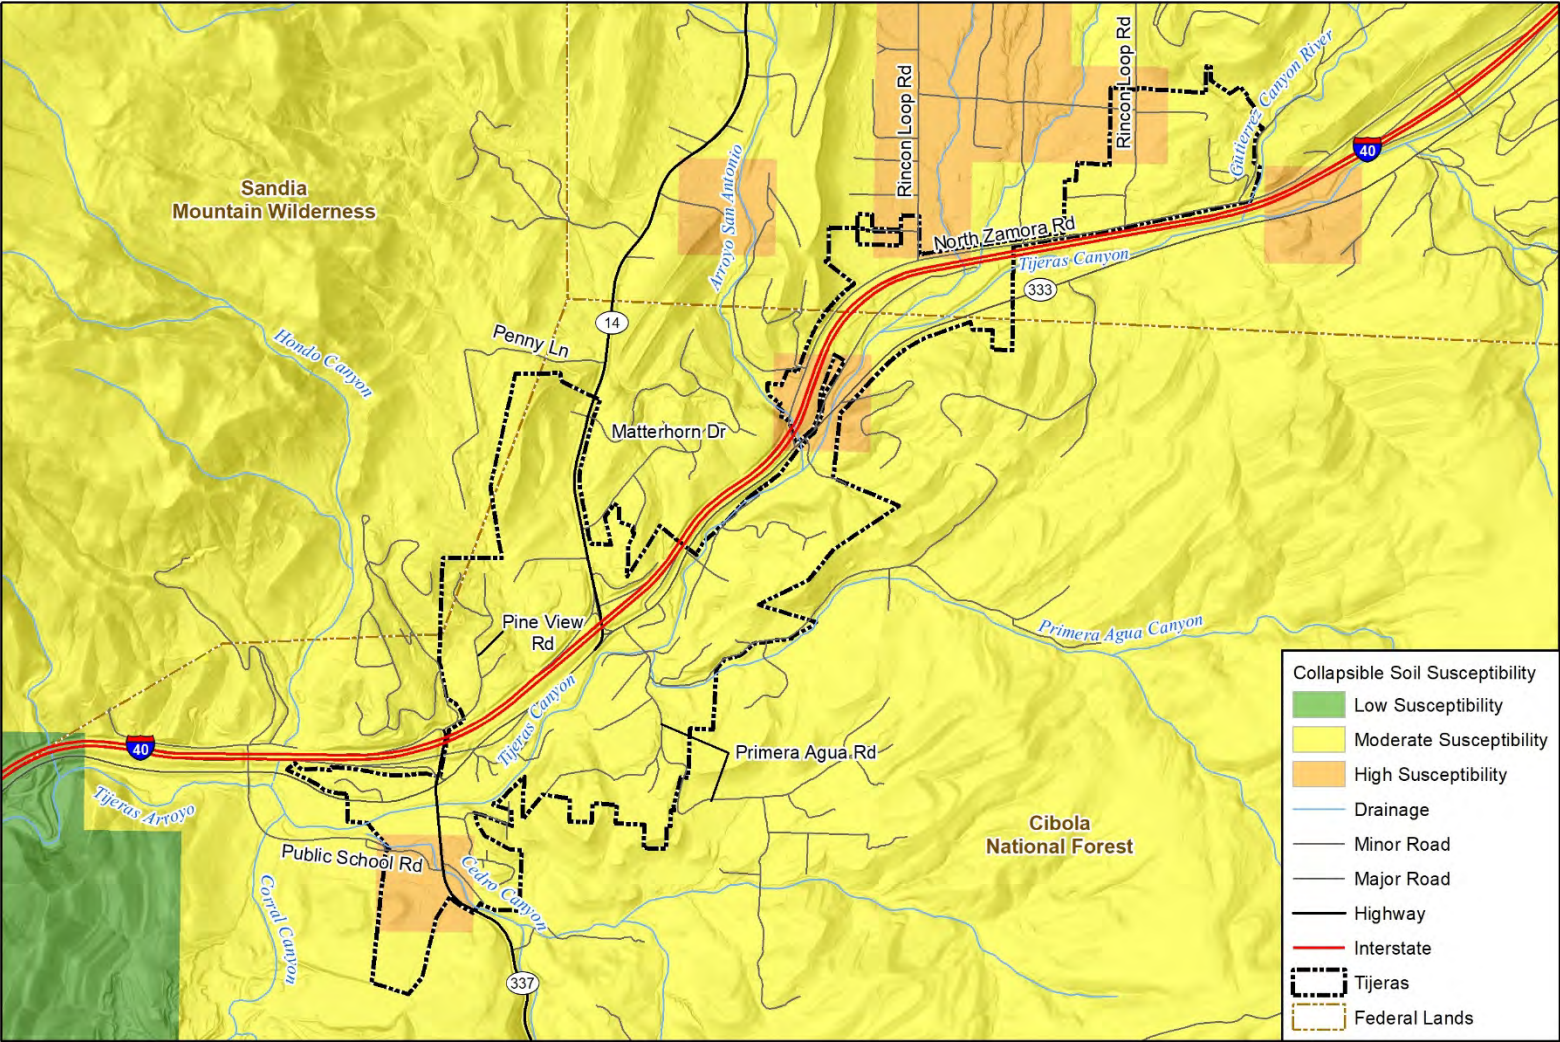 Rincon Loop Rd
Rincon Loop Rd
Gutierrez Canyon River
40
Sandia
Mountain Wilderness
Arroyo San Antonio
North Zamora Rd
Tijeras Canyon
333
14
Penny Ln
Hondo Canyon
Matterhorn Dr
Pine View
Rd
Primera Agua Canyon
Tijeras Canyon
40
Primera Agua Rd
Tijeras Arroyo
Cibola
National Forest
Public School Rd
Cedro Canyon
Corral Canyon
337
Collapsible Soil Susceptibility
Low Susceptibility
Moderate Susceptibility
High Susceptibility
Drainage
Minor Road
Major Road
Highway
Interstate
Tijeras
Federal Lands